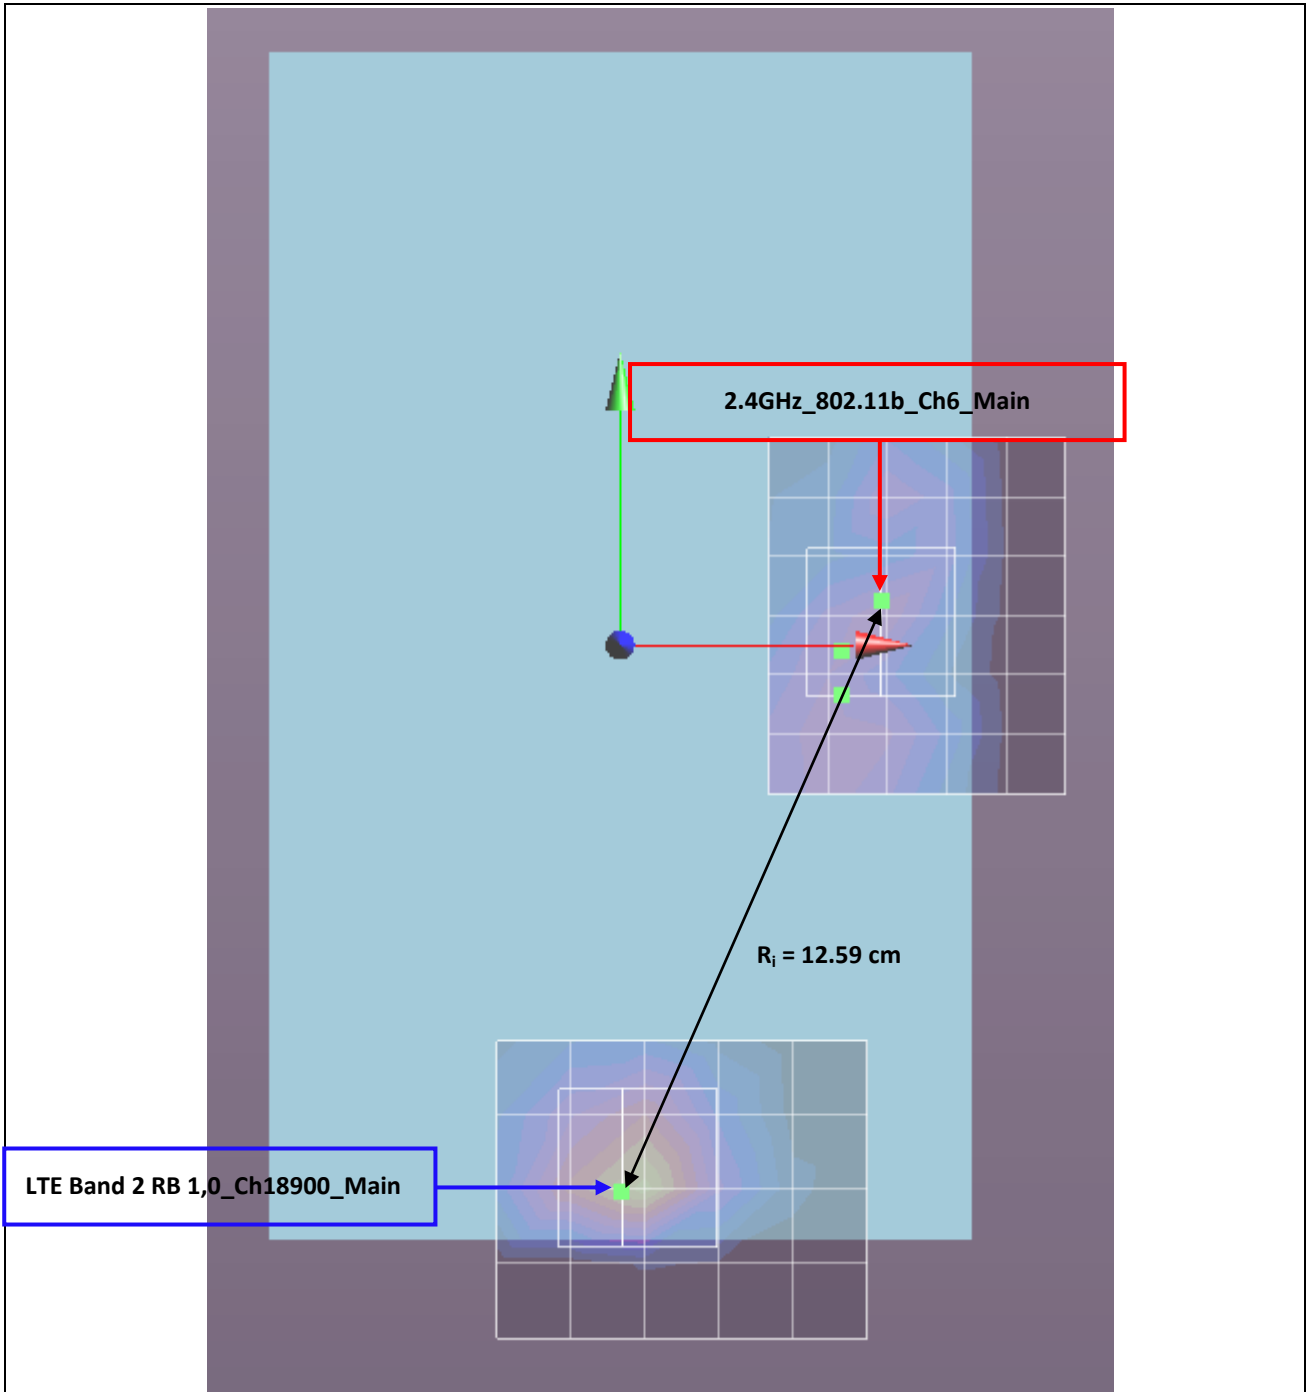 2.4GHz_802.11b_Ch6_Main
Rᵢ = 12.59 cm
LTE Band 2 RB 1,0_Ch18900_Main